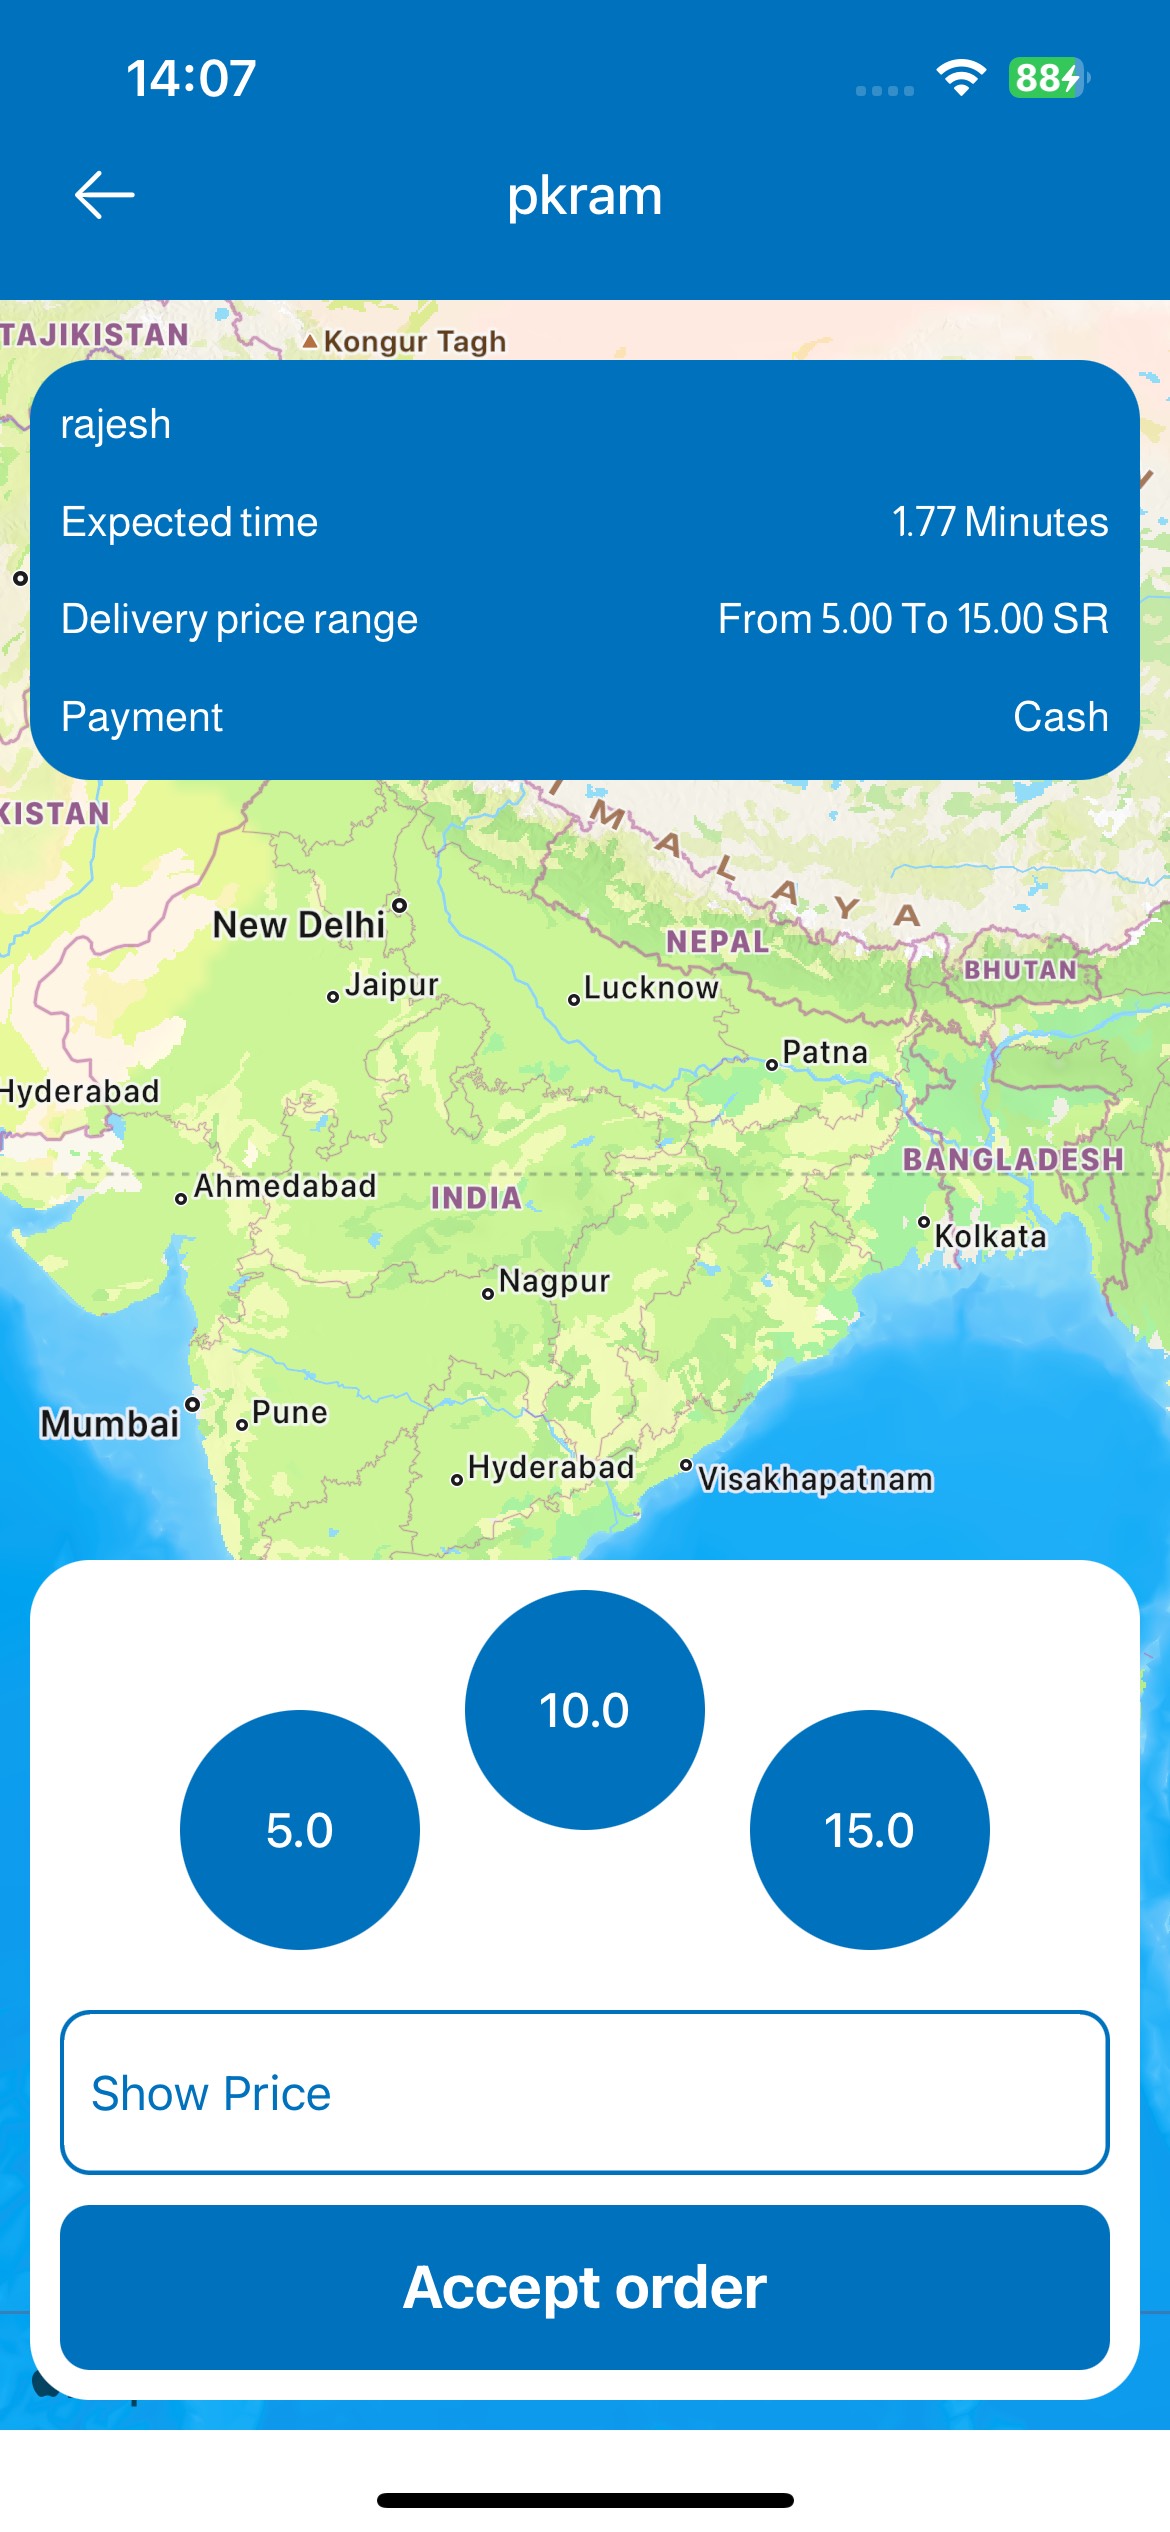 14:07
88
pkram
TAJIKISTAN
Kongur Tagh
rajesh
Expected time 1.77 Minutes
Delivery price range From 5.00 To 15.00 SR
Payment Cash
KISTAN
I M A L A Y A
New Delhi
NEPAL
BHUTAN
Jaipur
Lucknow
Patna
Hyderabad
BANGLADESH
Ahmedabad
INDIA
Kolkata
Nagpur
Mumbai
Pune
Hyderabad
Visakhapatnam
10.0
5.0
15.0
Show Price
Accept order